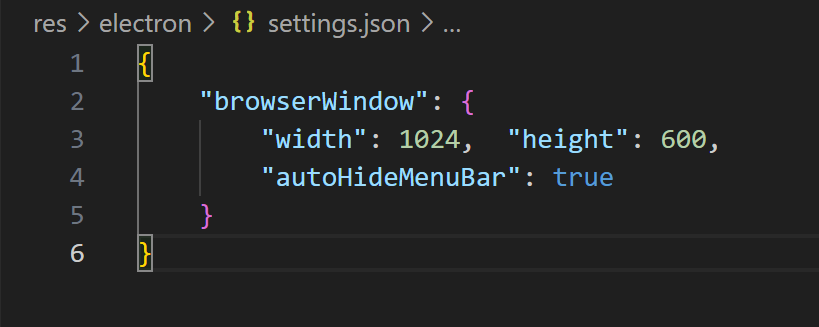 res > electron > {} settings.json > ...
1 {
2     "browserWindow": {
3         "width": 1024,  "height": 600,
4         "autoHideMenuBar": true
5     }
6 }